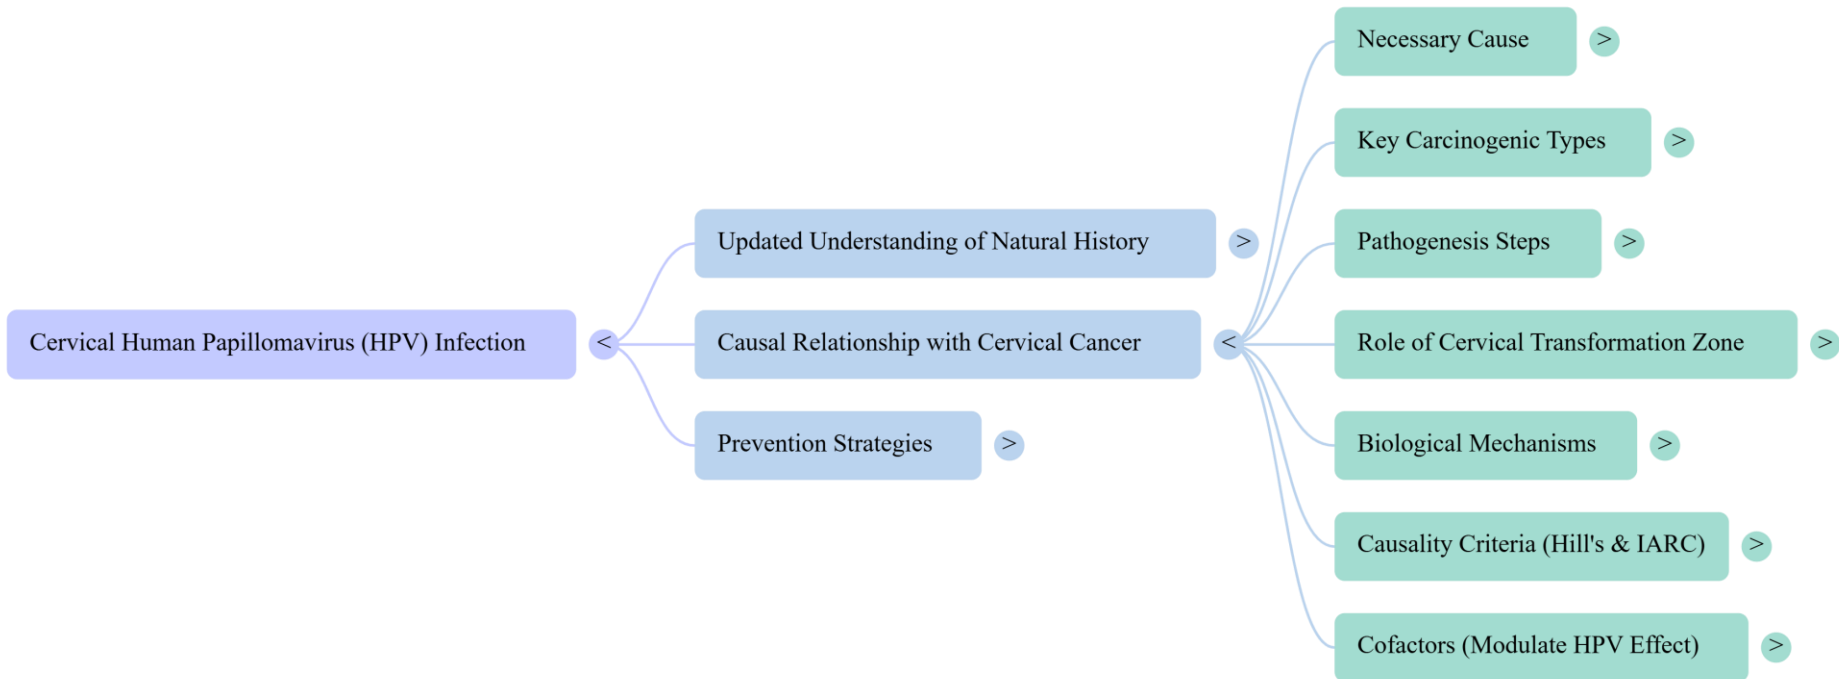 Cervical Human Papillomavirus (HPV) Infection
<
Updated Understanding of Natural History
>
Causal Relationship with Cervical Cancer
<
Prevention Strategies
>
Necessary Cause
>
Key Carcinogenic Types
>
Pathogenesis Steps
>
Role of Cervical Transformation Zone
>
Biological Mechanisms
>
Causality Criteria (Hill's & IARC)
>
Cofactors (Modulate HPV Effect)
>